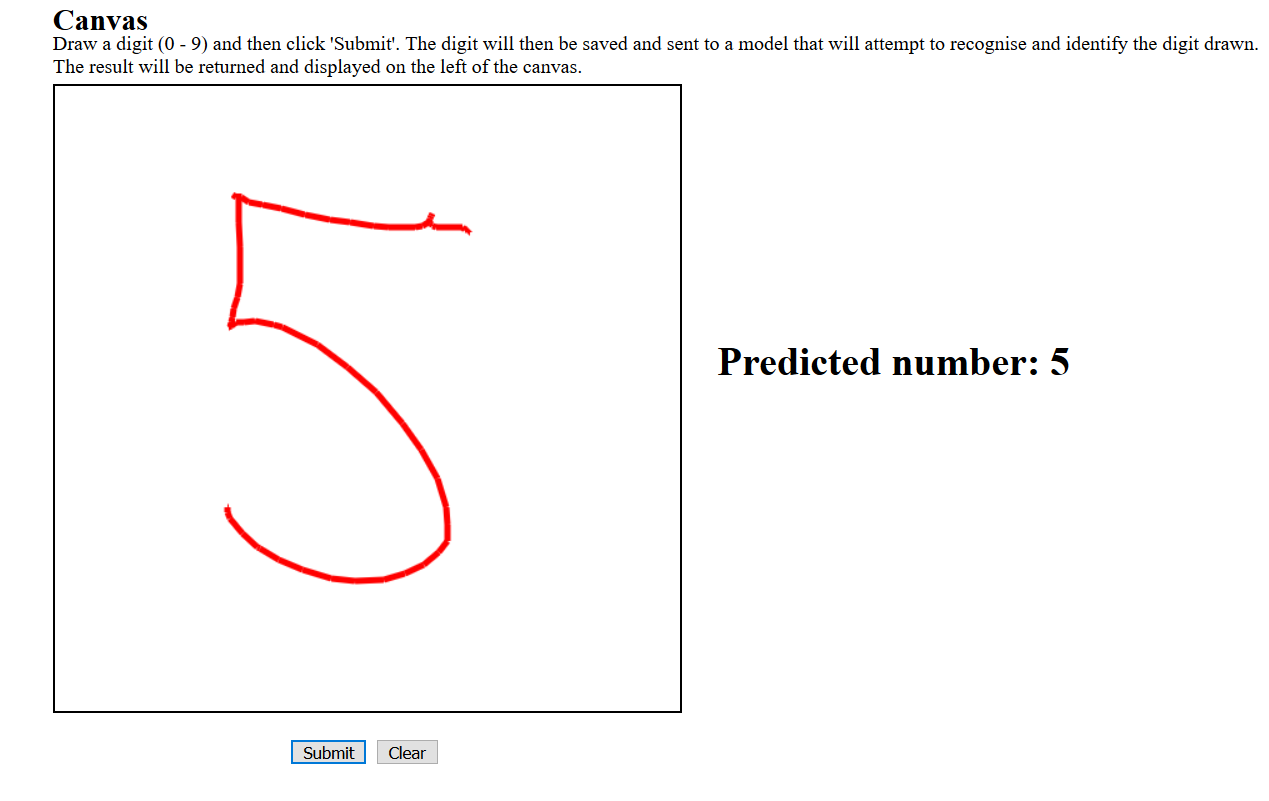 Canvas
Draw a digit (0 - 9) and then click 'Submit'. The digit will then be saved and sent to a model that will attempt to recognise and identify the digit drawn.
The result will be returned and displayed on the left of the canvas.
5
Predicted number: 5
Submit
Clear